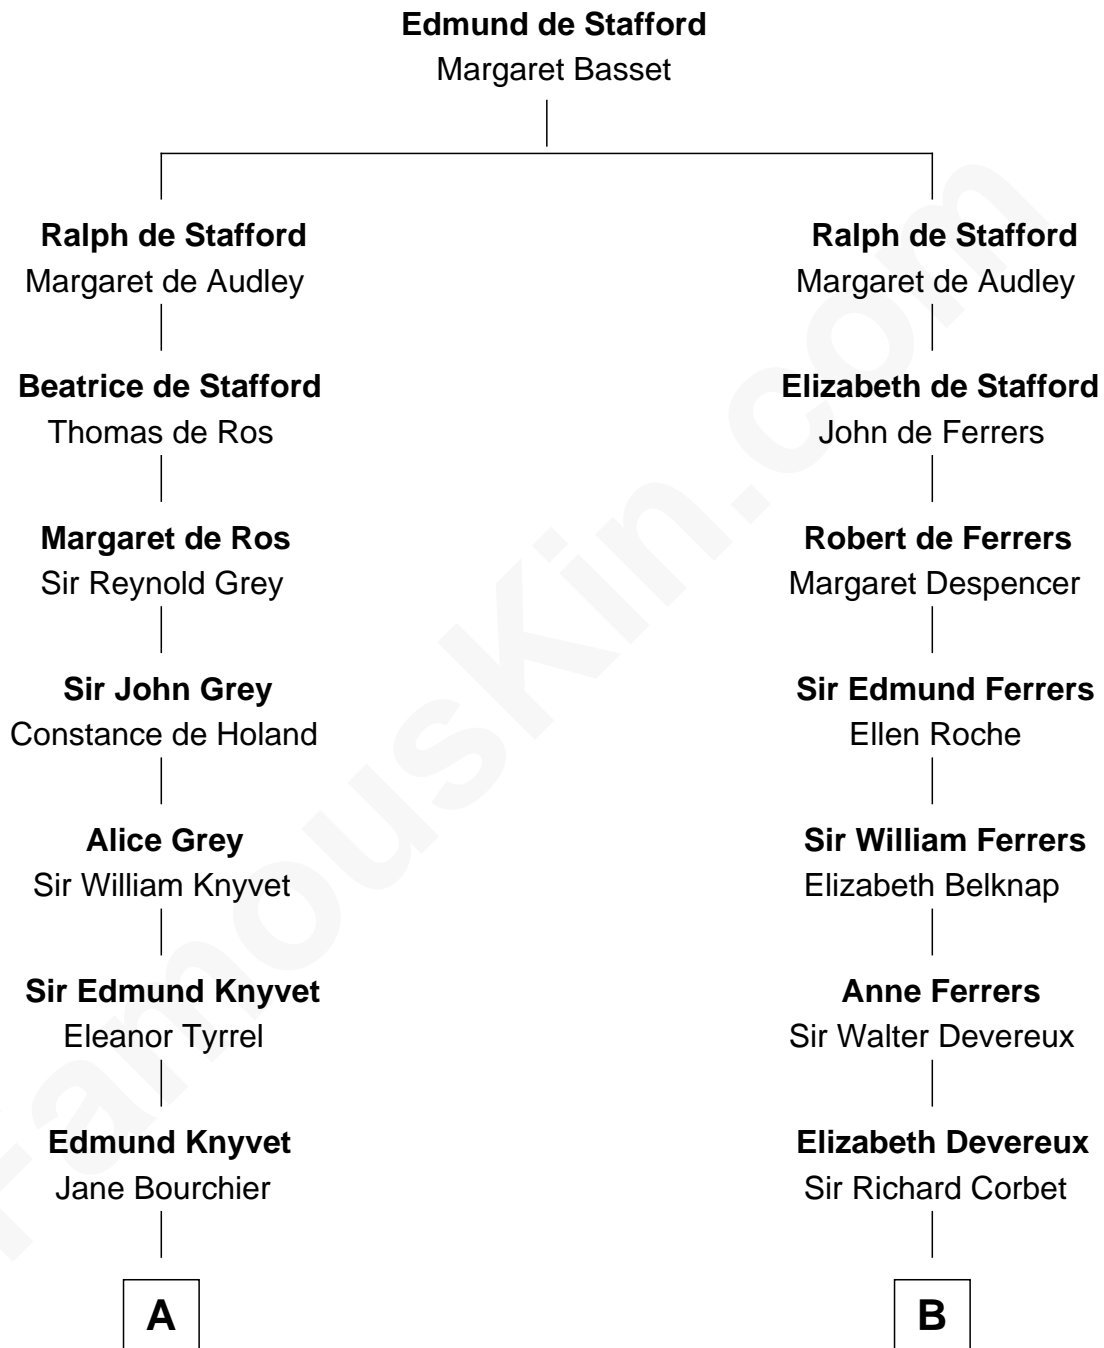 Edmund de Stafford
Margaret Basset
Ralph de Stafford
Margaret de Audley
Beatrice de Stafford
Thomas de Ros
Margaret de Ros
Sir Reynold Grey
Sir John Grey
Constance de Holand
Alice Grey
Sir William Knyvet
Sir Edmund Knyvet
Eleanor Tyrrel
Edmund Knyvet
Jane Bourchier
A
Ralph de Stafford
Margaret de Audley
Elizabeth de Stafford
John de Ferrers
Robert de Ferrers
Margaret Despencer
Sir Edmund Ferrers
Ellen Roche
Sir William Ferrers
Elizabeth Belknap
Anne Ferrers
Sir Walter Devereux
Elizabeth Devereux
Sir Richard Corbet
B
FamousKin.com